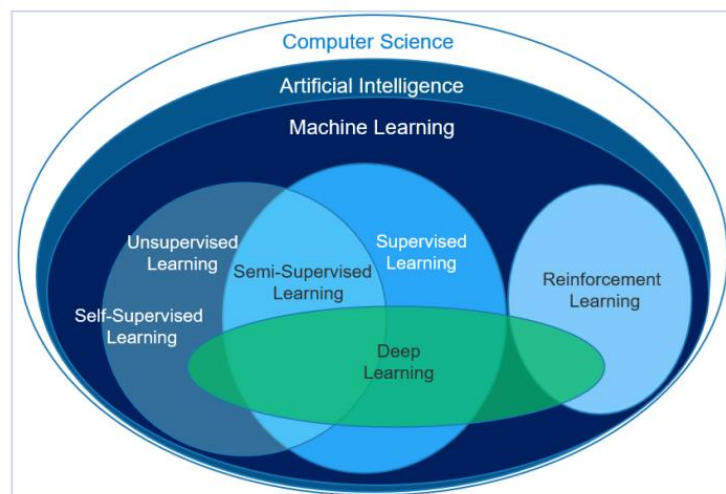 Computer Science
Artificial Intelligence
Machine Learning
Unsupervised
Learning
Self-Supervised
Learning
Semi-Supervised
Learning
Supervised
Learning
Reinforcement
Learning
Deep
Learning